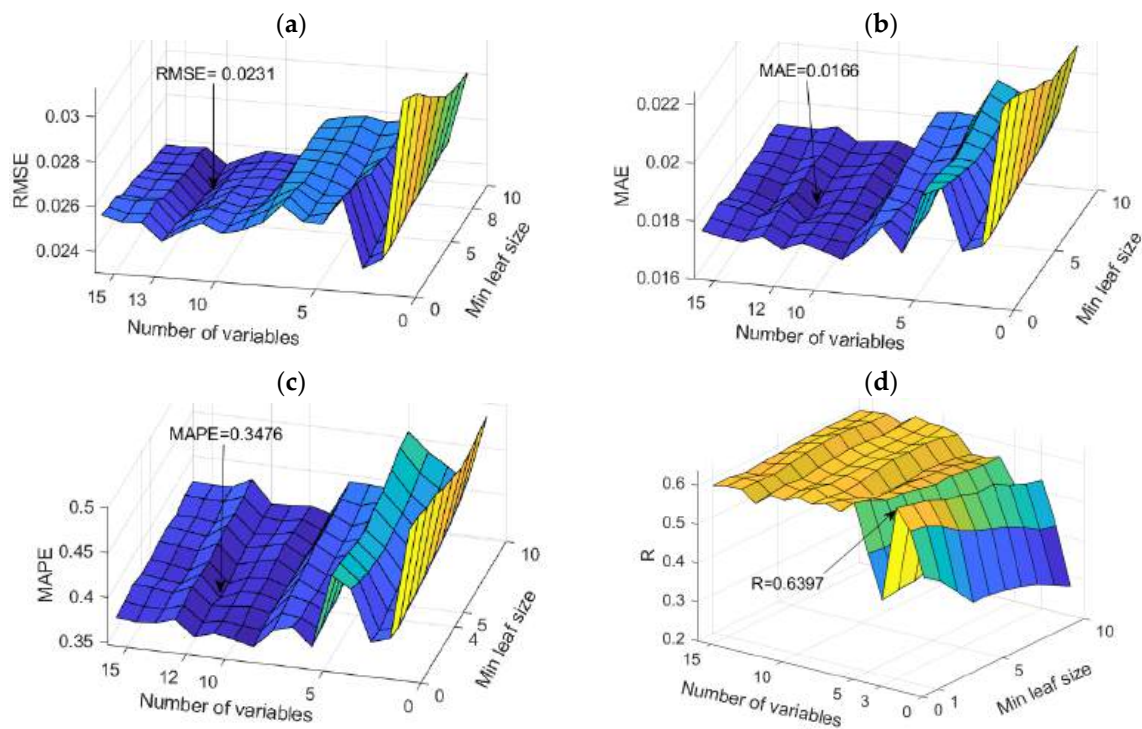 (a)
RMSE= 0.0231
0.03
0.028
0.026
0.024
RMSE
15
13
10
5
0
Number of variables
0
5
8
10
Min leaf size
(b)
MAE=0.0166
0.022
0.02
0.018
0.016
MAE
15
12
10
5
0
Number of variables
0
5
10
Min leaf size
(c)
MAPE=0.3476
0.5
0.45
0.4
0.35
MAPE
15
12
10
5
0
Number of variables
0
4
5
10
Min leaf size
(d)
0.6
0.5
0.4
0.3
0.2
R
R=0.6397
15
10
5
3
0
Number of variables
0
1
5
10
Min leaf size